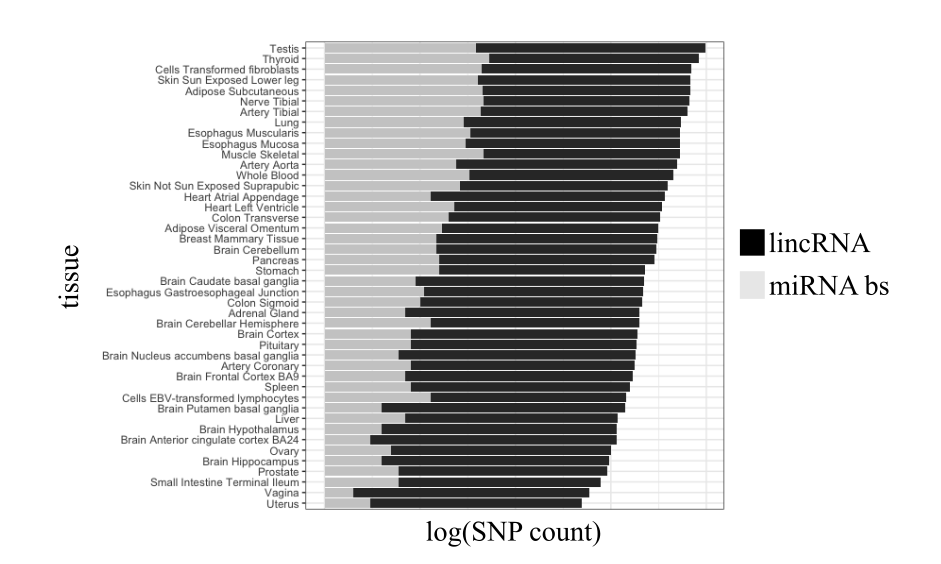 Testis
Thyroid
Cells Transformed fibroblasts
Skin Sun Exposed Lower leg
Adipose Subcutaneous
Nerve Tibial
Artery Tibial
Lung
Esophagus Muscularis
Esophagus Mucosa
Muscle Skeletal
Artery Aorta
Whole Blood
Skin Not Sun Exposed Suprapubic
Heart Atrial Appendage
Heart Left Ventricle
Colon Transverse
Adipose Visceral Omentum
Breast Mammary Tissue
Brain Cerebellum
Pancreas
Stomach
Brain Caudate basal ganglia
Esophagus Gastroesophageal Junction
Colon Sigmoid
Adrenal Gland
Brain Cerebellar Hemisphere
Brain Cortex
Pituitary
Brain Nucleus accumbens basal ganglia
Artery Coronary
Brain Frontal Cortex BA9
Spleen
Cells EBV-transformed lymphocytes
Brain Putamen basal ganglia
Liver
Brain Hypothalamus
Brain Anterior cingulate cortex BA24
Ovary
Brain Hippocampus
Prostate
Small Intestine Terminal Ileum
Vagina
Uterus
tissue
log(SNP count)
lincRNA
miRNA bs